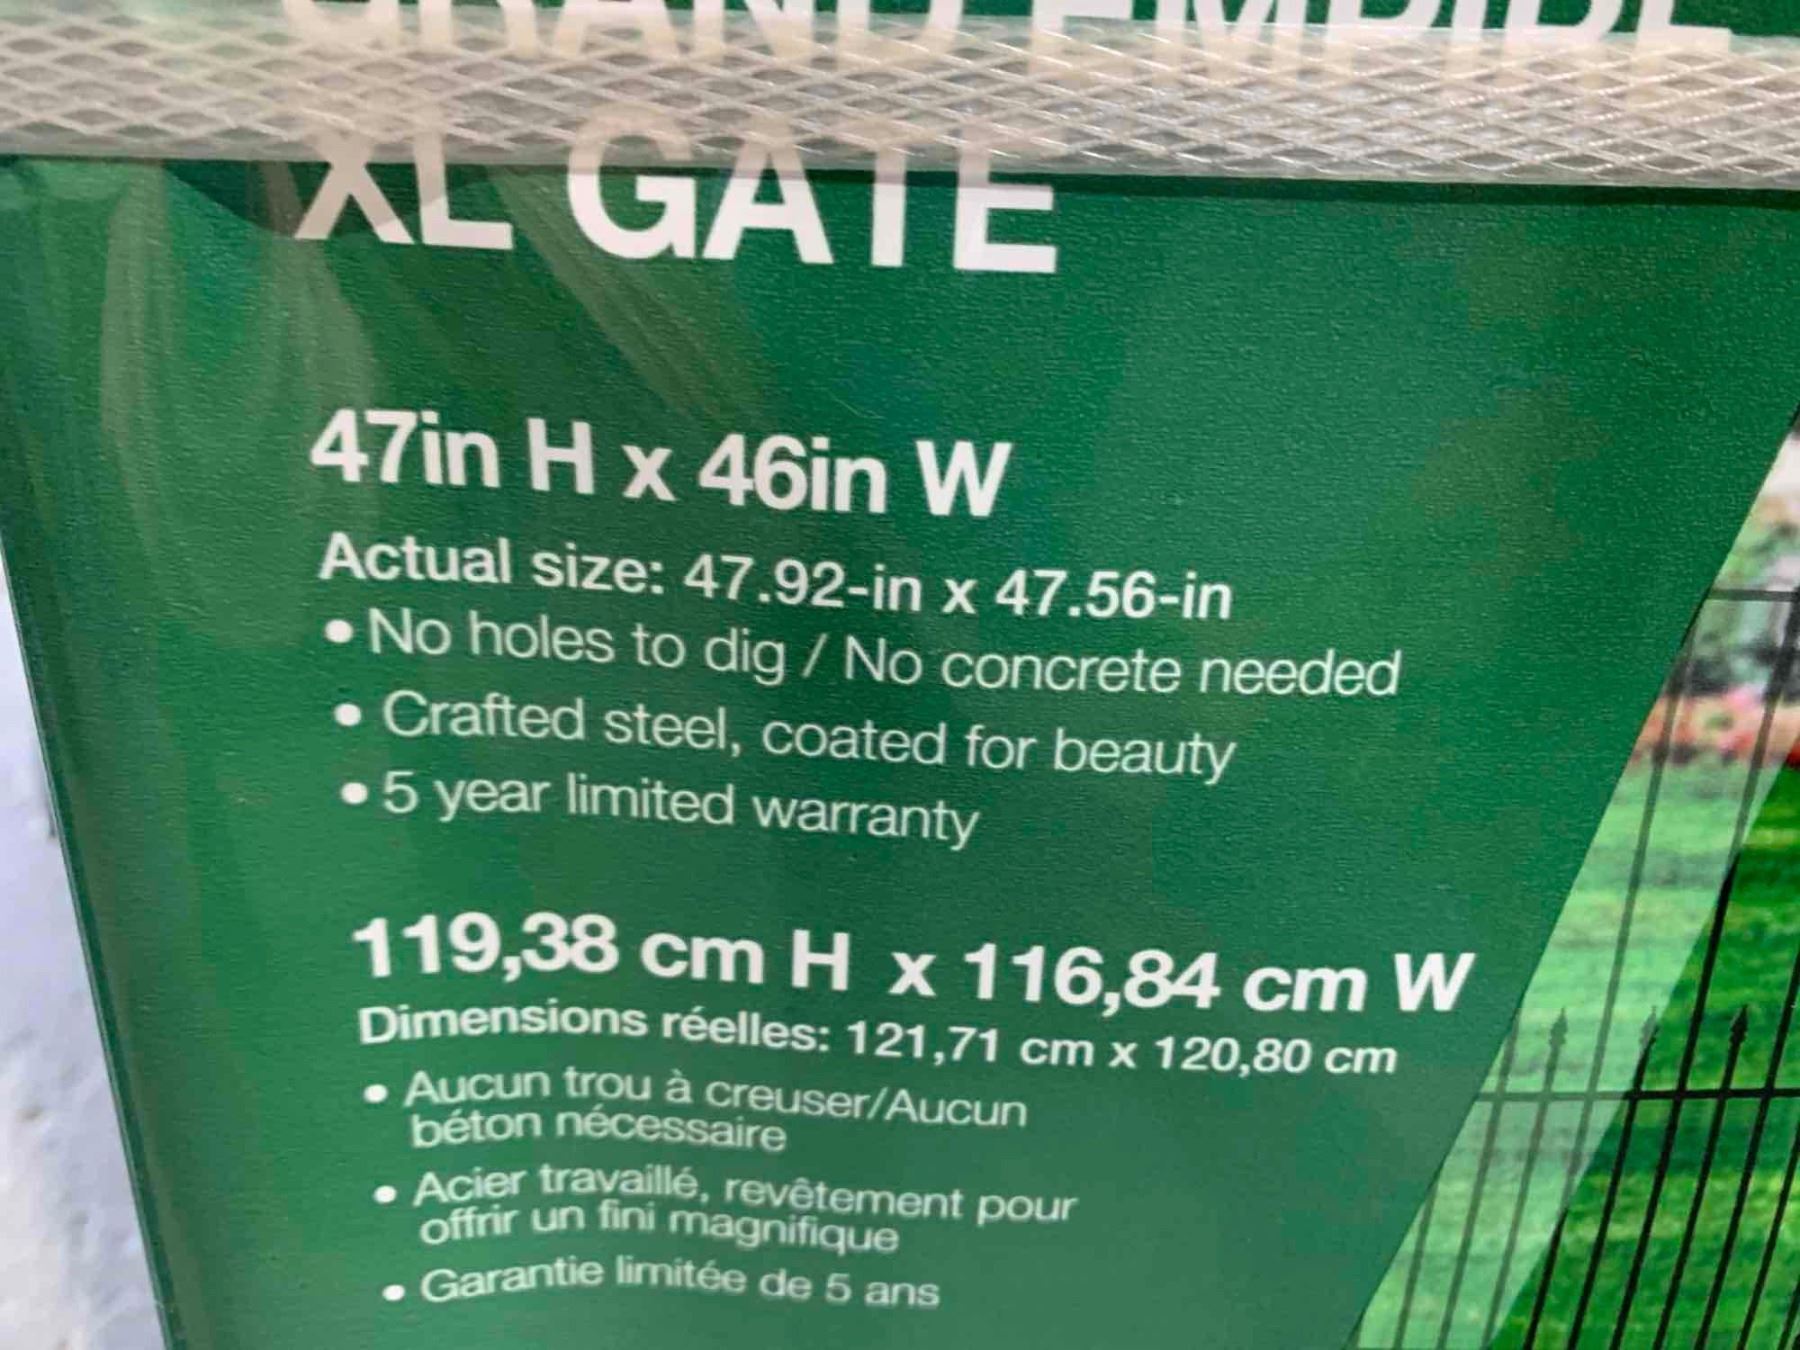 GRAND EMPIRE
XL GATE
47in H x 46in W
Actual size: 47.92-in x 47.56-in
• No holes to dig / No concrete needed
• Crafted steel, coated for beauty
• 5 year limited warranty
119,38 cm H x 116,84 cm W
Dimensions réelles: 121,71 cm x 120,80 cm
• Aucun trou à creuser/Aucun
béton nécessaire
• Acier travaillé, revêtement pour
offrir un fini magnifique
• Garantie limitée de 5 ans